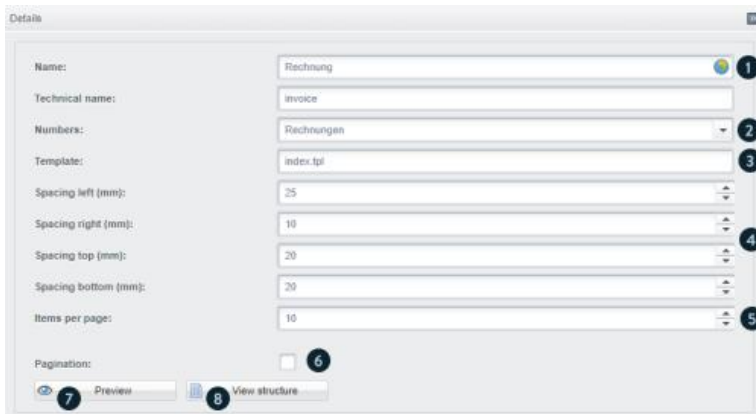 Details
Name: Rechnung 1
Technical name: invoice
Numbers: Rechnungen 2
Template: index.tpl 3
Spacing left (mm): 25
Spacing right (mm): 10
4
Spacing top (mm): 20
Spacing bottom (mm): 20
Items per page: 10 5
Pagination: 6
7 Preview 8 View structure